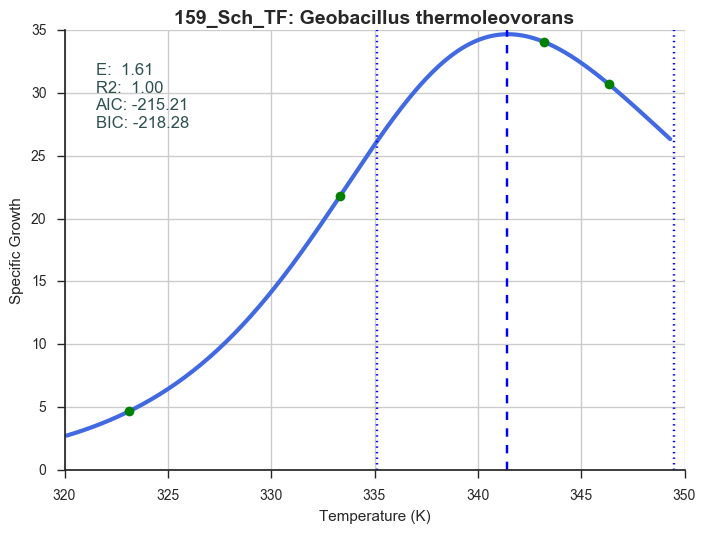 159_Sch_TF: Geobacillus thermoleovorans
E:  1.61
R2:  1.00
AIC: -215.21
BIC: -218.28
Specific Growth
35
30
25
20
15
10
5
0
320 325 330 335 340 345 350
Temperature (K)